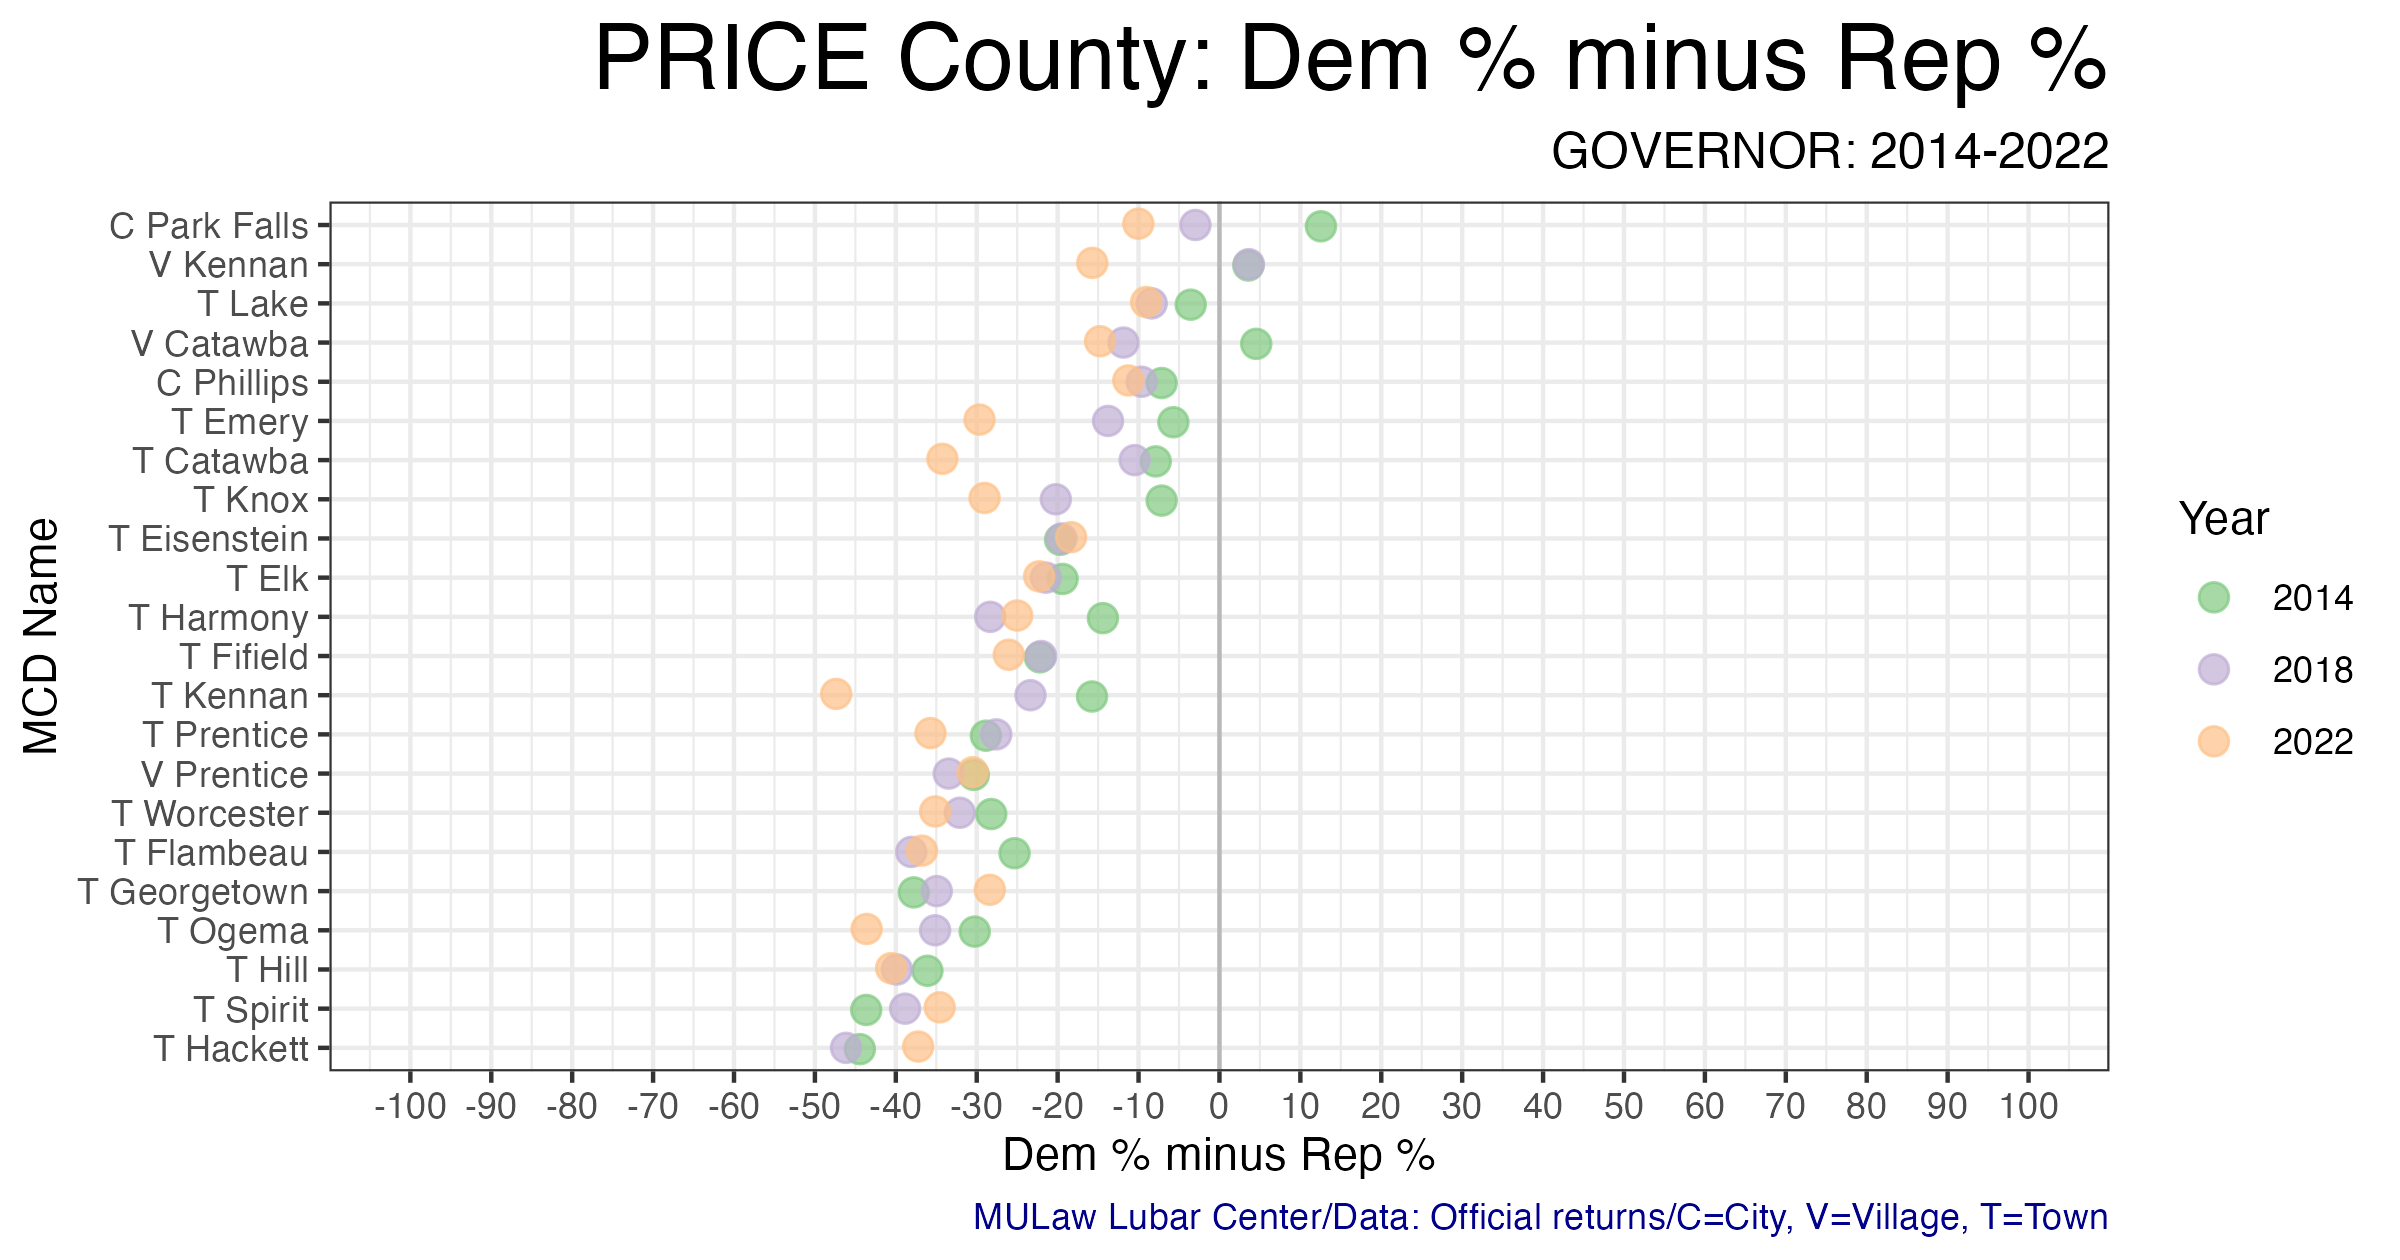 PRICE County: Dem % minus Rep %
GOVERNOR: 2014-2022
MCD Name
C Park Falls
V Kennan
T Lake
V Catawba
C Phillips
T Emery
T Catawba
T Knox
T Eisenstein
T Elk
T Harmony
T Fifield
T Kennan
T Prentice
V Prentice
T Worcester
T Flambeau
T Georgetown
T Ogema
T Hill
T Spirit
T Hackett
-100 -90 -80 -70 -60 -50 -40 -30 -20 -10 0 10 20 30 40 50 60 70 80 90 100
Dem % minus Rep %
Year
2014
2018
2022
MULaw Lubar Center/Data: Official returns/C=City, V=Village, T=Town